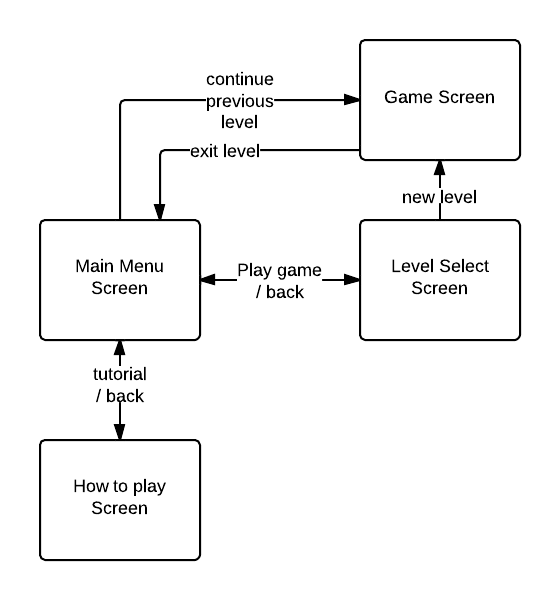 continue
previous
level
Game Screen
exit level
new level
Main Menu
Screen
Play game
/ back
Level Select
Screen
tutorial
/ back
How to play
Screen